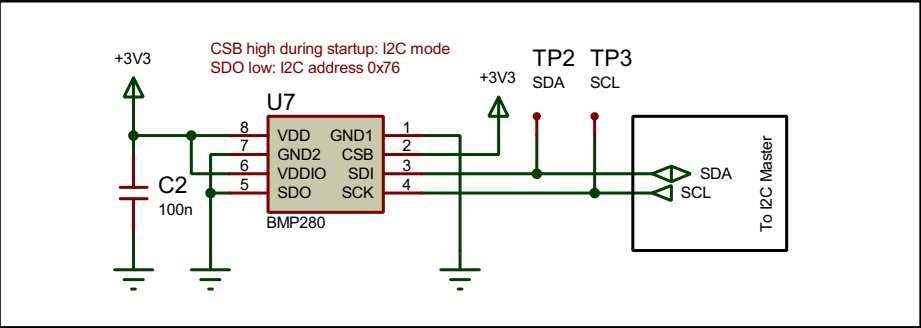 CSB high during startup: I2C mode
SDO low: I2C address 0x76
+3V3
+3V3
TP2
TP3
SDA
SCL
U7
8 VDD GND1 1
7 GND2 CSB 2
6 VDDIO SDI 3
5 SDO SCK 4
BMP280
C2
100n
SDA
SCL
To I2C Master